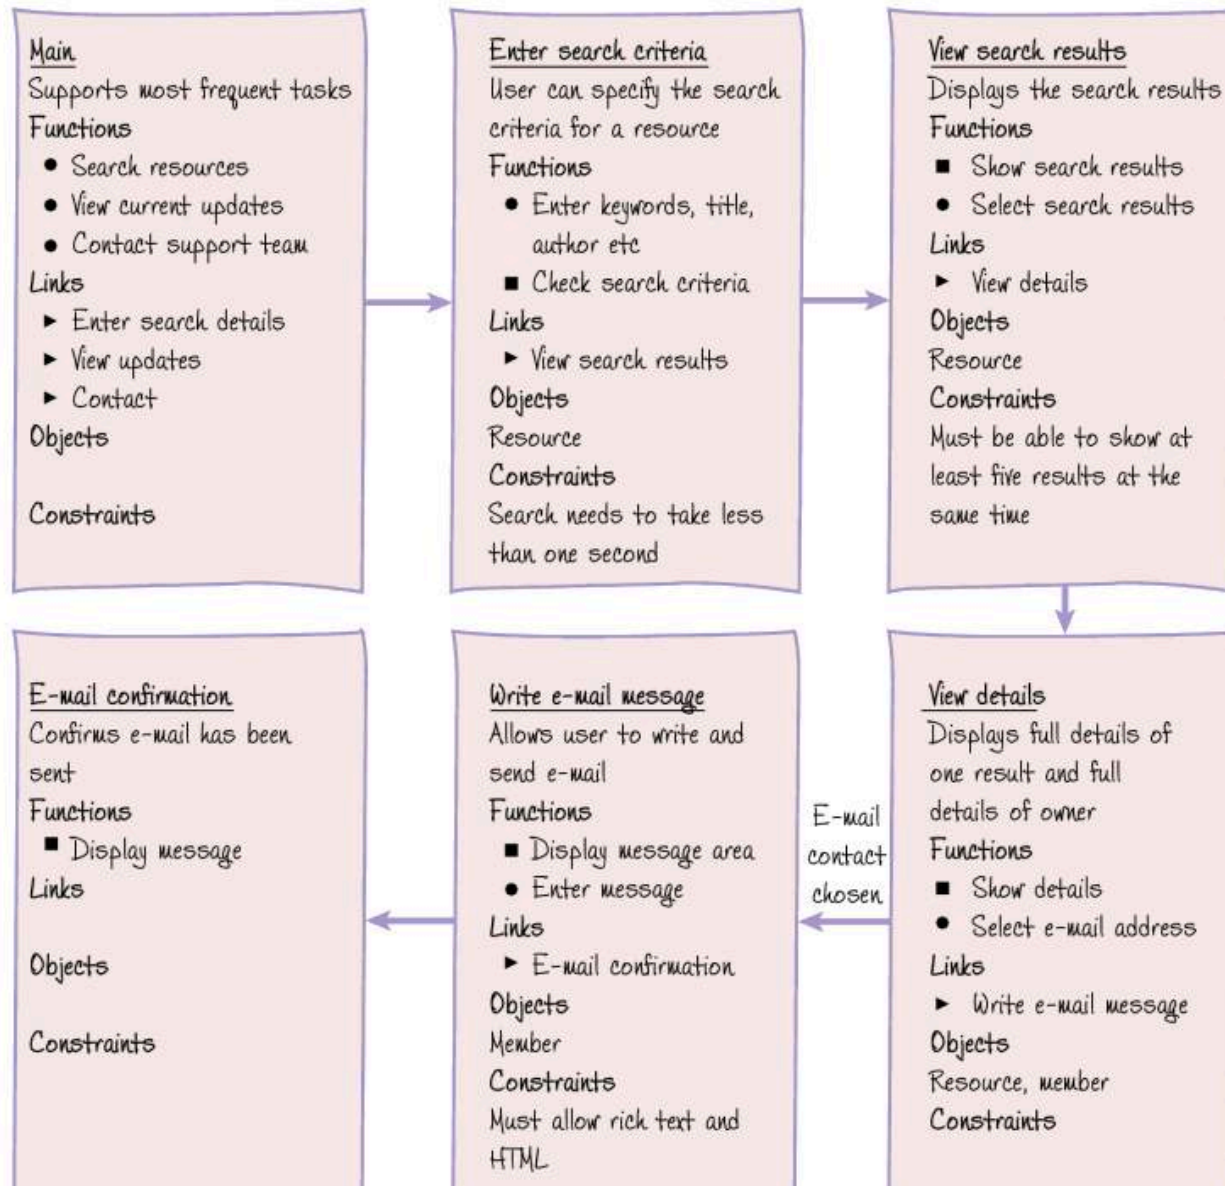 Main
Supports most frequent tasks
Functions
● Search resources
● View current updates
● Contact support team
Links
► Enter search details
► View updates
► Contact
Objects
Constraints
Enter search criteria
User can specify the search
criteria for a resource
Functions
● Enter keywords, title,
author etc
■ Check search criteria
Links
► View search results
Objects
Resource
Constraints
Search needs to take less
than one second
View search results
Displays the search results
Functions
■ Show search results
● Select search results
Links
► View details
Objects
Resource
Constraints
Must be able to show at
least five results at the
same time
View details
Displays full details of
one result and full
details of owner
Functions
■ Show details
● Select e-mail address
Links
► Write e-mail message
Objects
Resource, member
Constraints
E-mail
contact
chosen
Write e-mail message
Allows user to write and
send e-mail
Functions
■ Display message area
● Enter message
Links
► E-mail confirmation
Objects
Member
Constraints
Must allow rich text and
HTML
E-mail confirmation
Confirms e-mail has been
sent
Functions
■ Display message
Links
Objects
Constraints